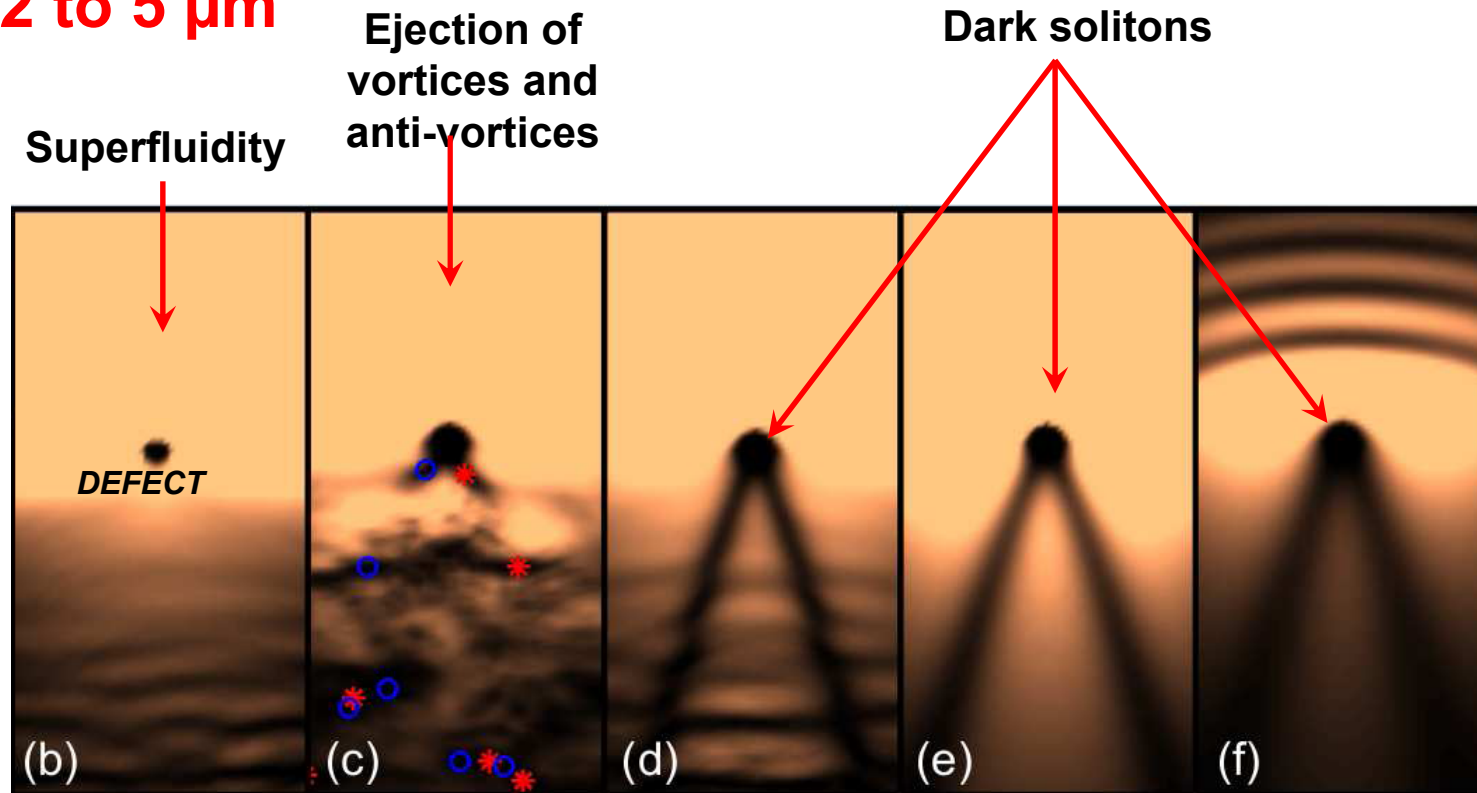 2 to 5 µm
Ejection of
vortices and
anti-vortices
Dark solitons
Superfluidity
DEFECT
(b)
(c)
(d)
(e)
(f)